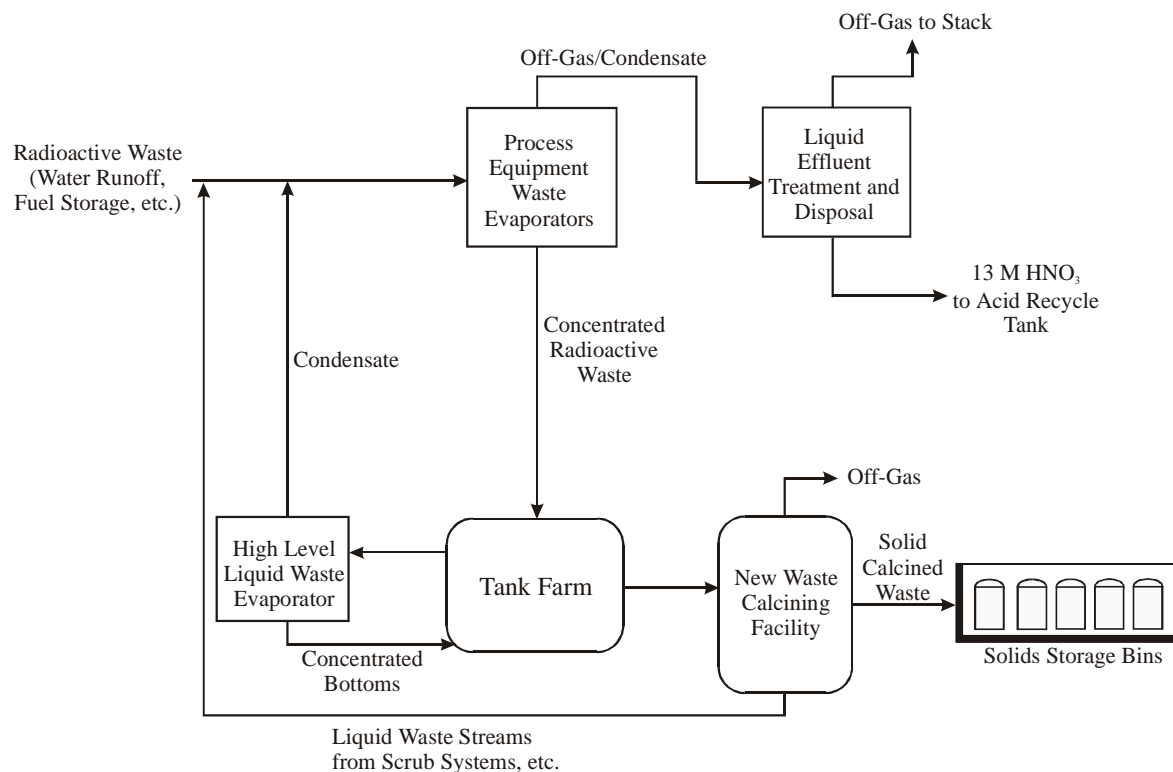 Off-Gas to Stack
Off-Gas/Condensate
Process
Equipment
Waste
Evaporators
Liquid
Effluent
Treatment and
Disposal
Radioactive Waste
(Water Runoff,
Fuel Storage, etc.)
13 M HNO₃
to Acid Recycle
Tank
Concentrated
Radioactive
Waste
Condensate
Off-Gas
High Level
Liquid Waste
Evaporator
Tank Farm
New Waste
Calcining
Facility
Solid
Calcined
Waste
Solids Storage Bins
Concentrated
Bottoms
Liquid Waste Streams
from Scrub Systems, etc.